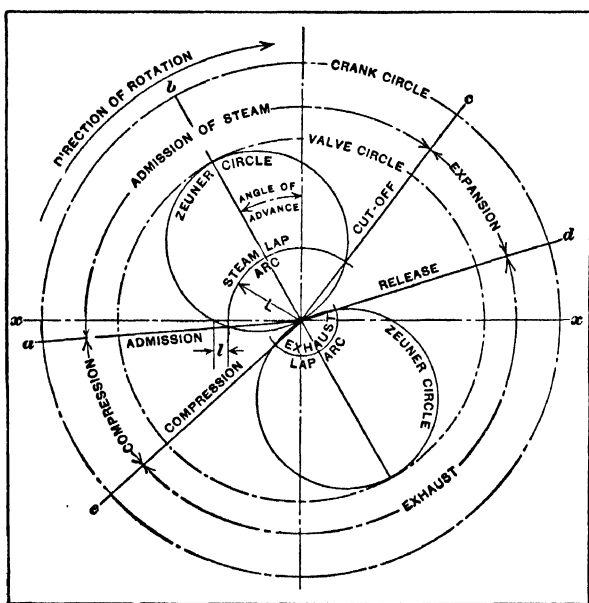 DIRECTION OF ROTATION
b
CRANK CIRCLE
c
ADMISSION OF STEAM
VALVE CIRCLE
ZEUNER CIRCLE
EXPANSION
ANGLE OF
ADVANCE
CUT-OFF
STEAM LAP
ARC
d
RELEASE
L
x
x
a
ADMISSION
l
EXHAUST
LAP ARC
ZEUNER CIRCLE
COMPRESSION
COMPRESSION
e
EXHAUST